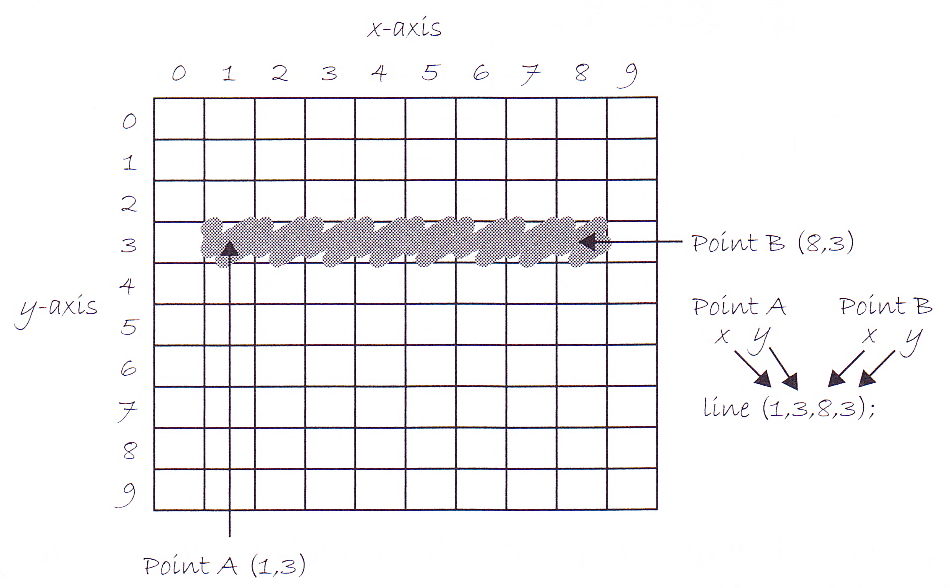 x-axis
0 1 2 3 4 5 6 7 8 9
0
1
2
3
4
5
6
7
8
9
y-axis
Point A (1,3)
Point B (8,3)
Point A Point B
x y x y
line (1,3,8,3);